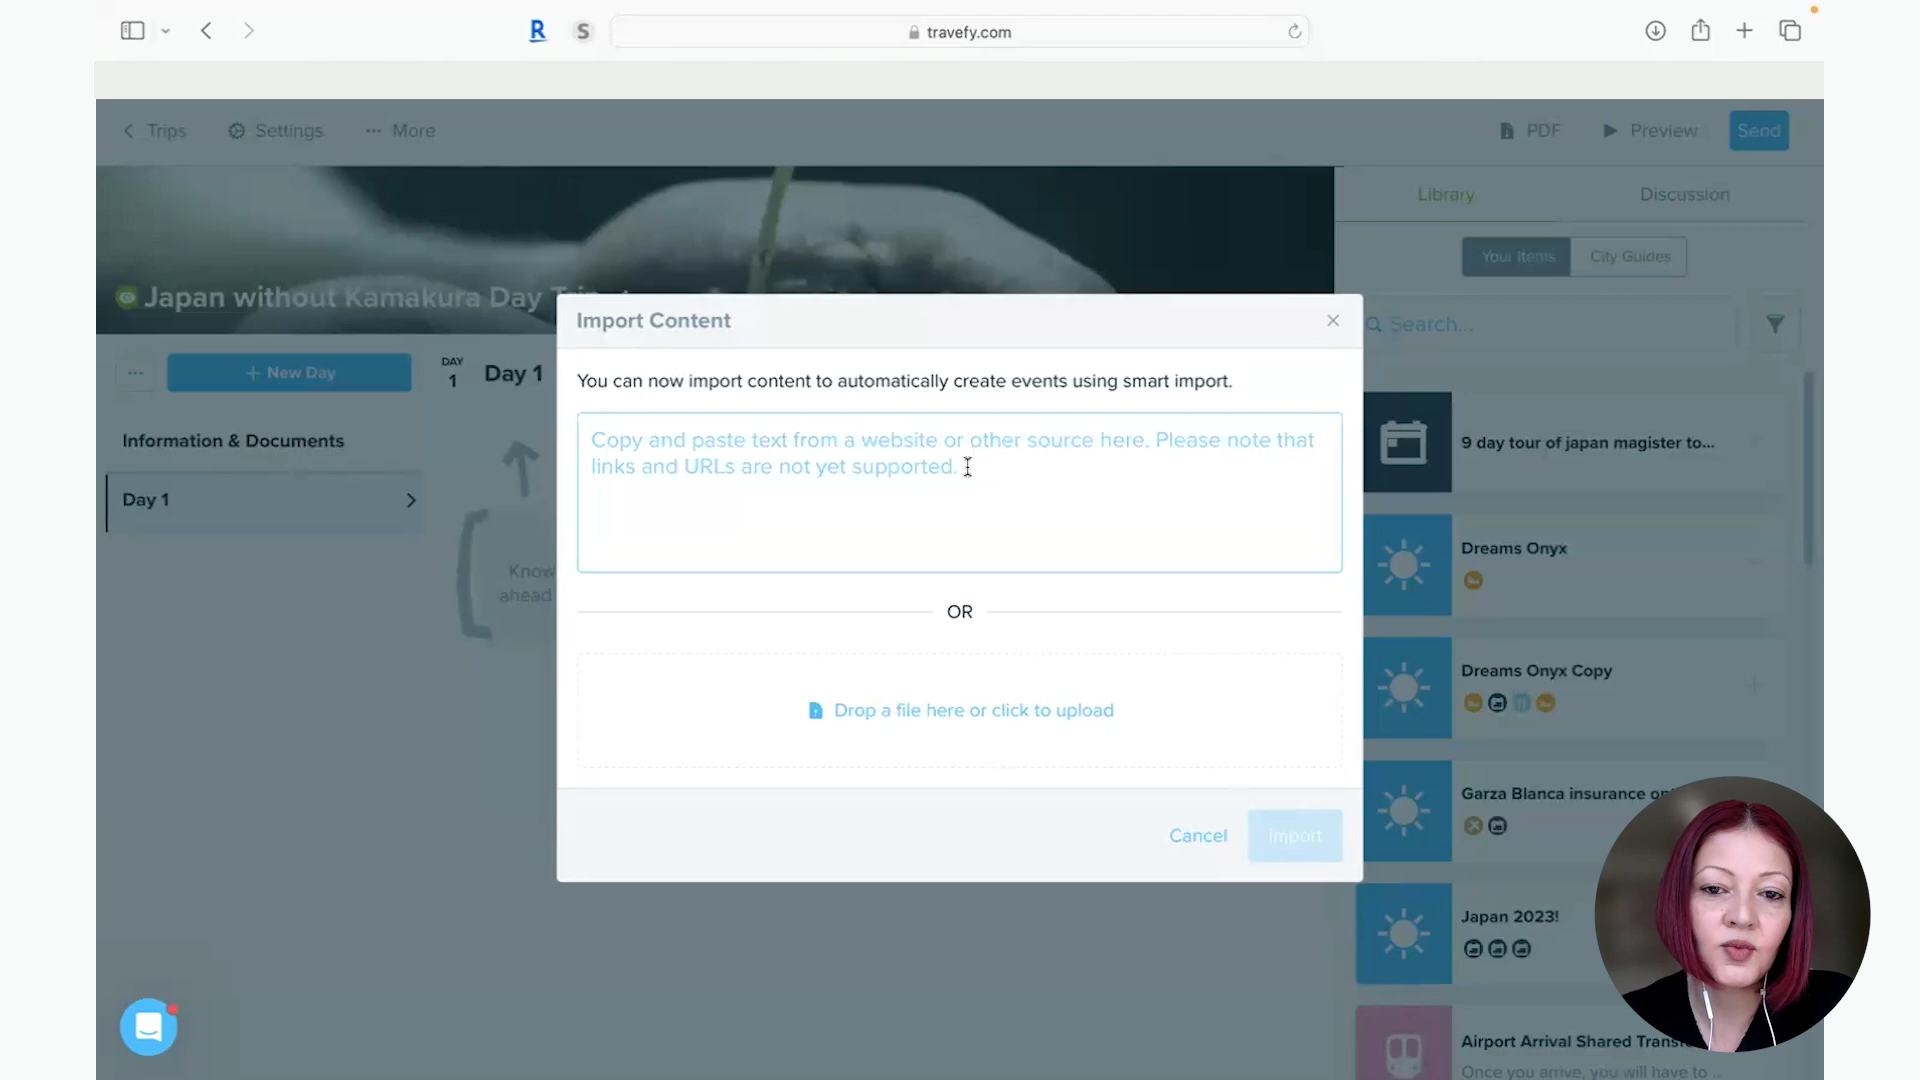 R
S
travefy.com
Trips
Settings
More
PDF
Preview
Send
Library
Discussion
Your Items
City Guides
Japan without Kamakura Day
Search...
...
+ New Day
DAY
1
Day 1
Information & Documents
Day 1
Know
ahead
Import Content
You can now import content to automatically create events using smart import.
Copy and paste text from a website or other source here. Please note that
links and URLs are not yet supported.
OR
Drop a file here or click to upload
Cancel
Import
9 day tour of japan magister to...
Dreams Onyx
Dreams Onyx Copy
Garza Blanca insurance
Japan 2023!
Airport Arrival Shared
Once you arrive, you will have to ...